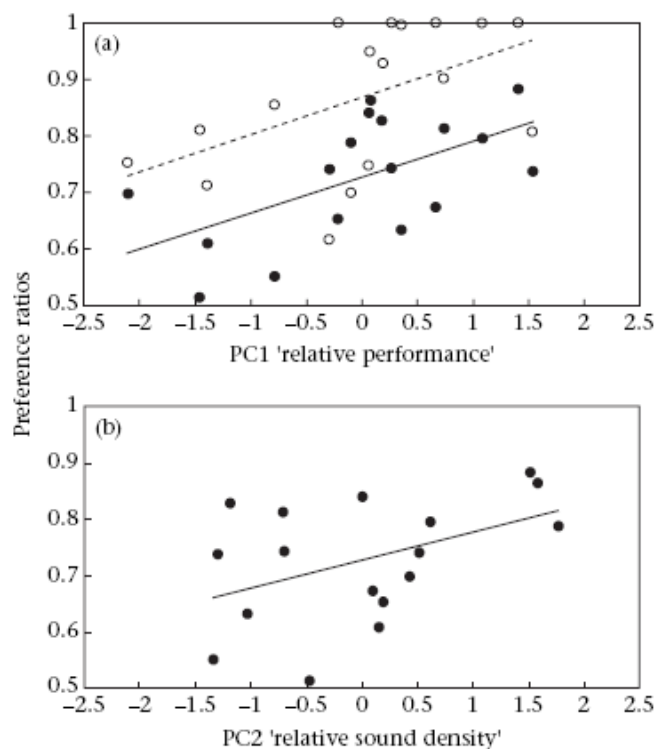 Preference ratios
(a)
1
0.9
0.8
0.7
0.6
0.5
–2.5 –2 –1.5 –1 –0.5 0 0.5 1 1.5 2 2.5
PC1 'relative performance'
(b)
1
0.9
0.8
0.7
0.6
0.5
–2.5 –2 –1.5 –1 –0.5 0 0.5 1 1.5 2 2.5
PC2 'relative sound density'